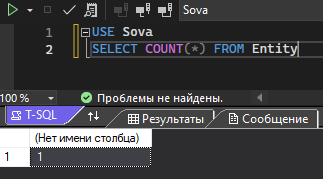 Sova
1 USE Sova
2 SELECT COUNT(*) FROM Entity
100 % Проблемы не найдены.
T-SQL Результаты Сообщение
(Нет имени столбца)
1 1